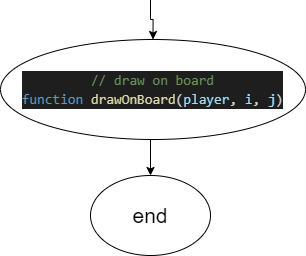 // draw on board
function drawOnBoard(player, i, j)
end